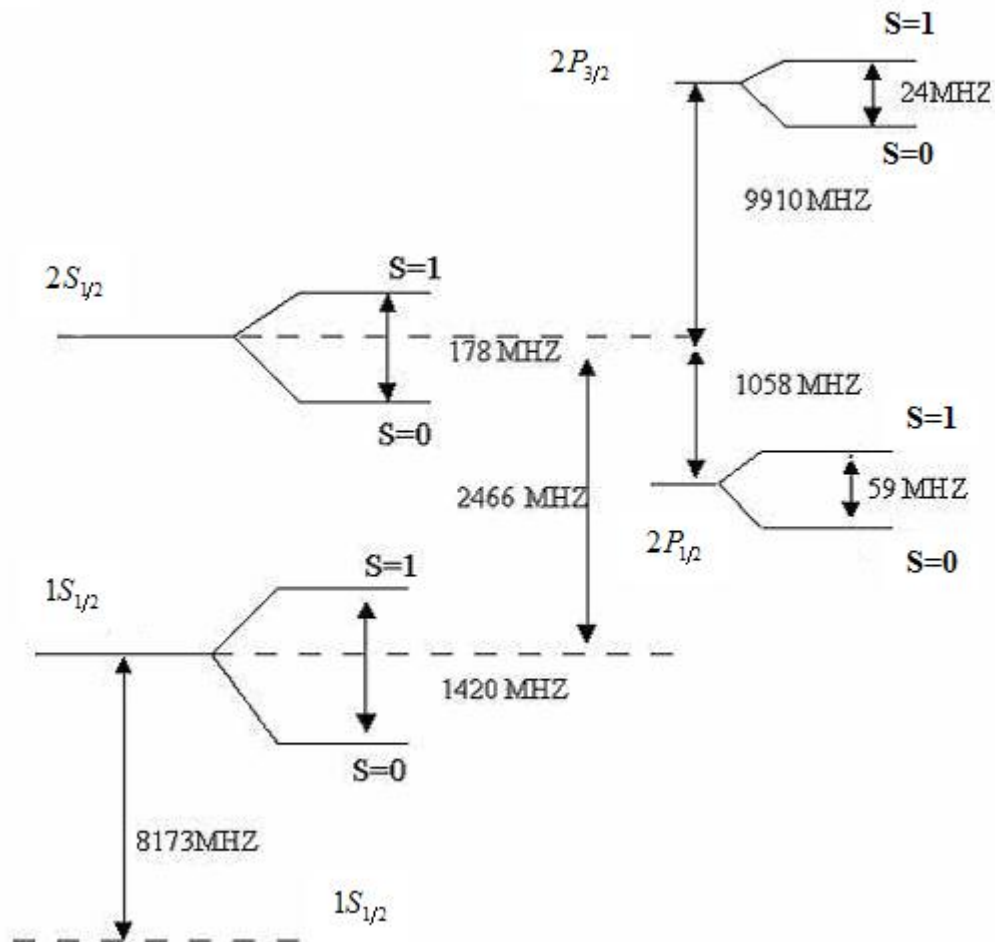 S=1
2P3/2
24MHZ
S=0
9910 MHZ
S=1
2S1/2
178 MHZ
1058 MHZ
S=1
S=0
2466 MHZ
59 MHZ
2P1/2
S=1
S=0
1S1/2
1420 MHZ
S=0
8173MHZ
1S1/2